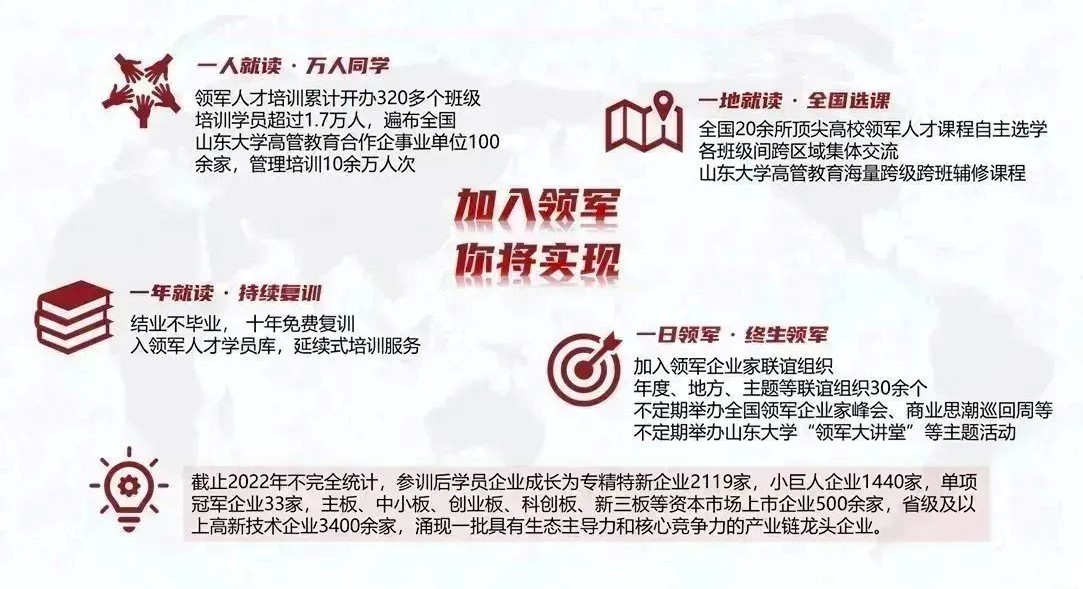 一人就读 · 万人同学
领军人才培训累计开办320多个班级
培训学员超过1.7万人，遍布全国
山东大学高管教育合作企事业单位100
余家，管理培训10余万人次
一地就读 · 全国选课
全国20余所顶尖高校领军人才课程自主选学
各班级间跨区域集体交流
山东大学高管教育海量跨级跨班辅修课程
加入领军
你将实现
一年就读 · 持续复训
结业不毕业， 十年免费复训
入领军人才学员库，延续式培训服务
一日领军 · 终生领军
加入领军企业家联谊组织
年度、地方、主题等联谊组织30余个
不定期举办全国领军企业家峰会、商业思潮巡回周等
不定期举办山东大学“领军大讲堂”等主题活动
截止2022年不完全统计，参训后学员企业成长为专精特新企业2119家，小巨人企业1440家，单项
冠军企业33家，主板、中小板、创业板、科创板、新三板等资本市场上市企业500余家，省级及以
上高新技术企业3400余家，涌现一批具有生态主导力和核心竞争力的产业链龙头企业。